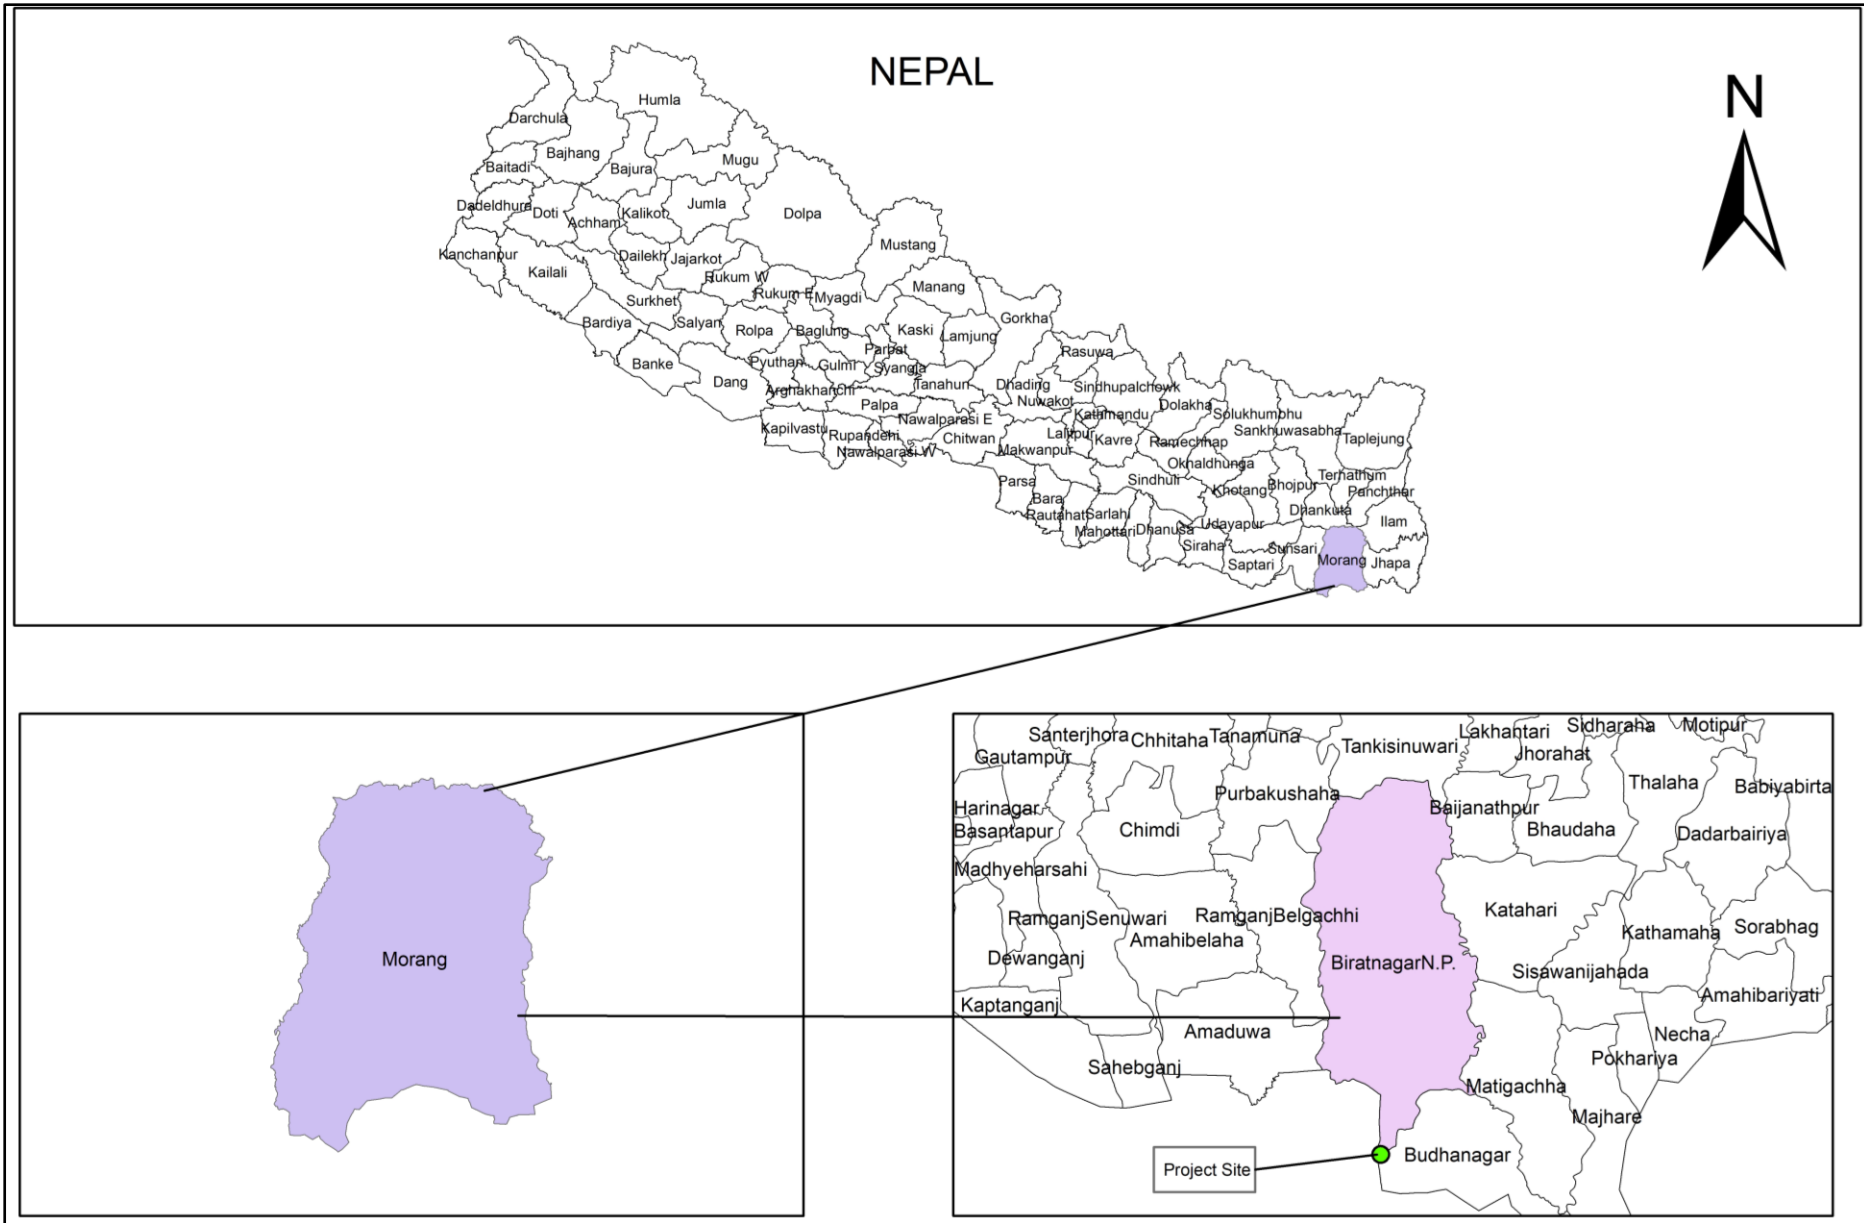 NEPAL
N
Humla
Darchula
Bajhang
Mugu
Baitadi
Bajura
Jumla
Dadeldhura
Doti
Kalikot
Dolpa
Achham
Mustang
Kanchanpur
Dailekh
Jajarkot
Kailali
Rukum W
Manang
Rukum E
Myagdi
Surkhet
Gorkha
Bardiya
Salyan
Rolpa
Baglung
Kaski
Lamjung
Parbat
Rasuwa
Banke
Pyuthan
Gulmi
Syangja
Dang
Tanahun
Dhading
Sindhupalchowk
Arghakhanchi
Nuwakot
Palpa
Dolakha
Kathmandu
Solukhumbu
Nawalparasi E
Kapilvastu
Rupandehi
Chitwan
Lalitpur
Kavre
Ramechhap
Sankhuwasabha
Taplejung
Nawalparasi W
Makwanpur
Okhaldhunga
Parsa
Sindhuli
Terhathum
Khotang
Bhojpur
Panchthar
Bara
Rautahat
Sarlahi
Dhankuta
Mahottari
Dhanusa
Udayapur
Ilam
Siraha
Sunsari
Saptari
Morang
Jhapa
Morang
Santerjhora
Chhitaha
Tanamuna
Tankisinuwari
Lakhantari
Sidharaha
Motipur
Gautampur
Jhorahat
Purbakushaha
Thalaha
Babiyabirta
Harinagar
Baijanathpur
Basantapur
Chimdi
Bhaudaha
Dadarbairiya
Madhyeharsahi
RamganjSenuwari
RamganjBelgachhi
Katahari
Amahibelaha
Kathamaha
Sorabhag
Dewanganj
BiratnagarN.P.
Sisawanijahada
Kaptanganj
Amahibariyati
Amaduwa
Necha
Sahebganj
Pokhariya
Matigachha
Majhare
Project Site
Budhanagar